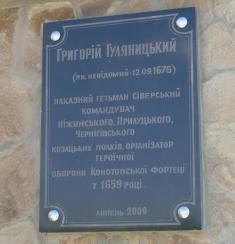 Григорій Гуляницький
(рк невідомий - 12.09.1679)
наказний гетьман Сіверський
командувач
Ніжинського, Прилуцького,
Чернігівського
козацьких полків, організатор
героїчної
оборони Конотопської Фортеці
у 1659 році.
липень 2009